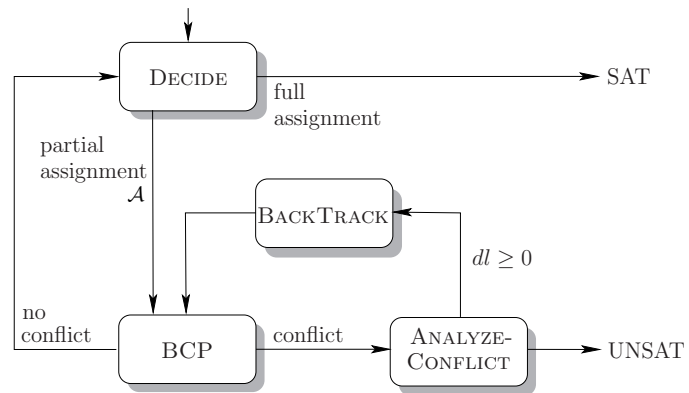 DECIDE
SAT
full
assignment
partial
assignment
𝒜
BACKTRACK
dl ≥ 0
no
conflict
BCP
conflict
ANALYZE-
CONFLICT
UNSAT